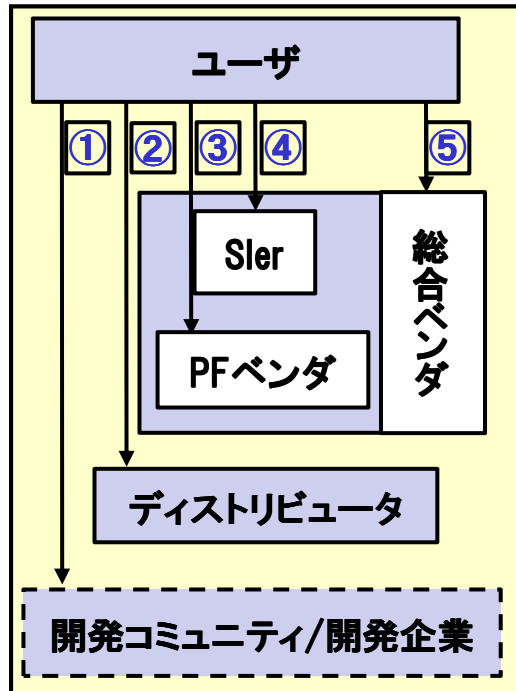 ユーザ
① ② ③ ④ ⑤
SIer
総合ベンダ
PFベンダ
ディストリビュータ
開発コミュニティ/開発企業